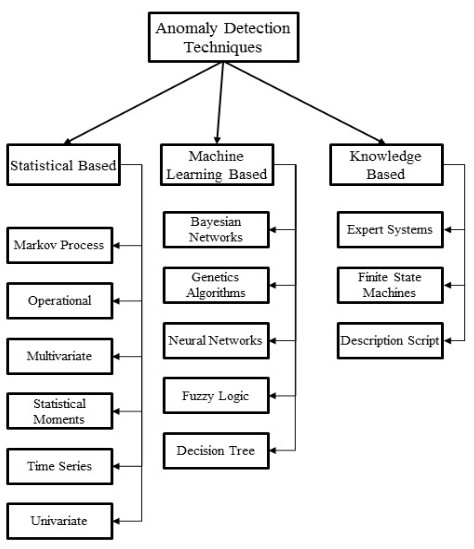 Anomaly Detection
Techniques
Statistical Based
Machine
Learning Based
Knowledge
Based
Markov Process
Operational
Multivariate
Statistical
Moments
Time Series
Univariate
Bayesian
Networks
Genetics
Algorithms
Neural Networks
Fuzzy Logic
Decision Tree
Expert Systems
Finite State
Machines
Description Script